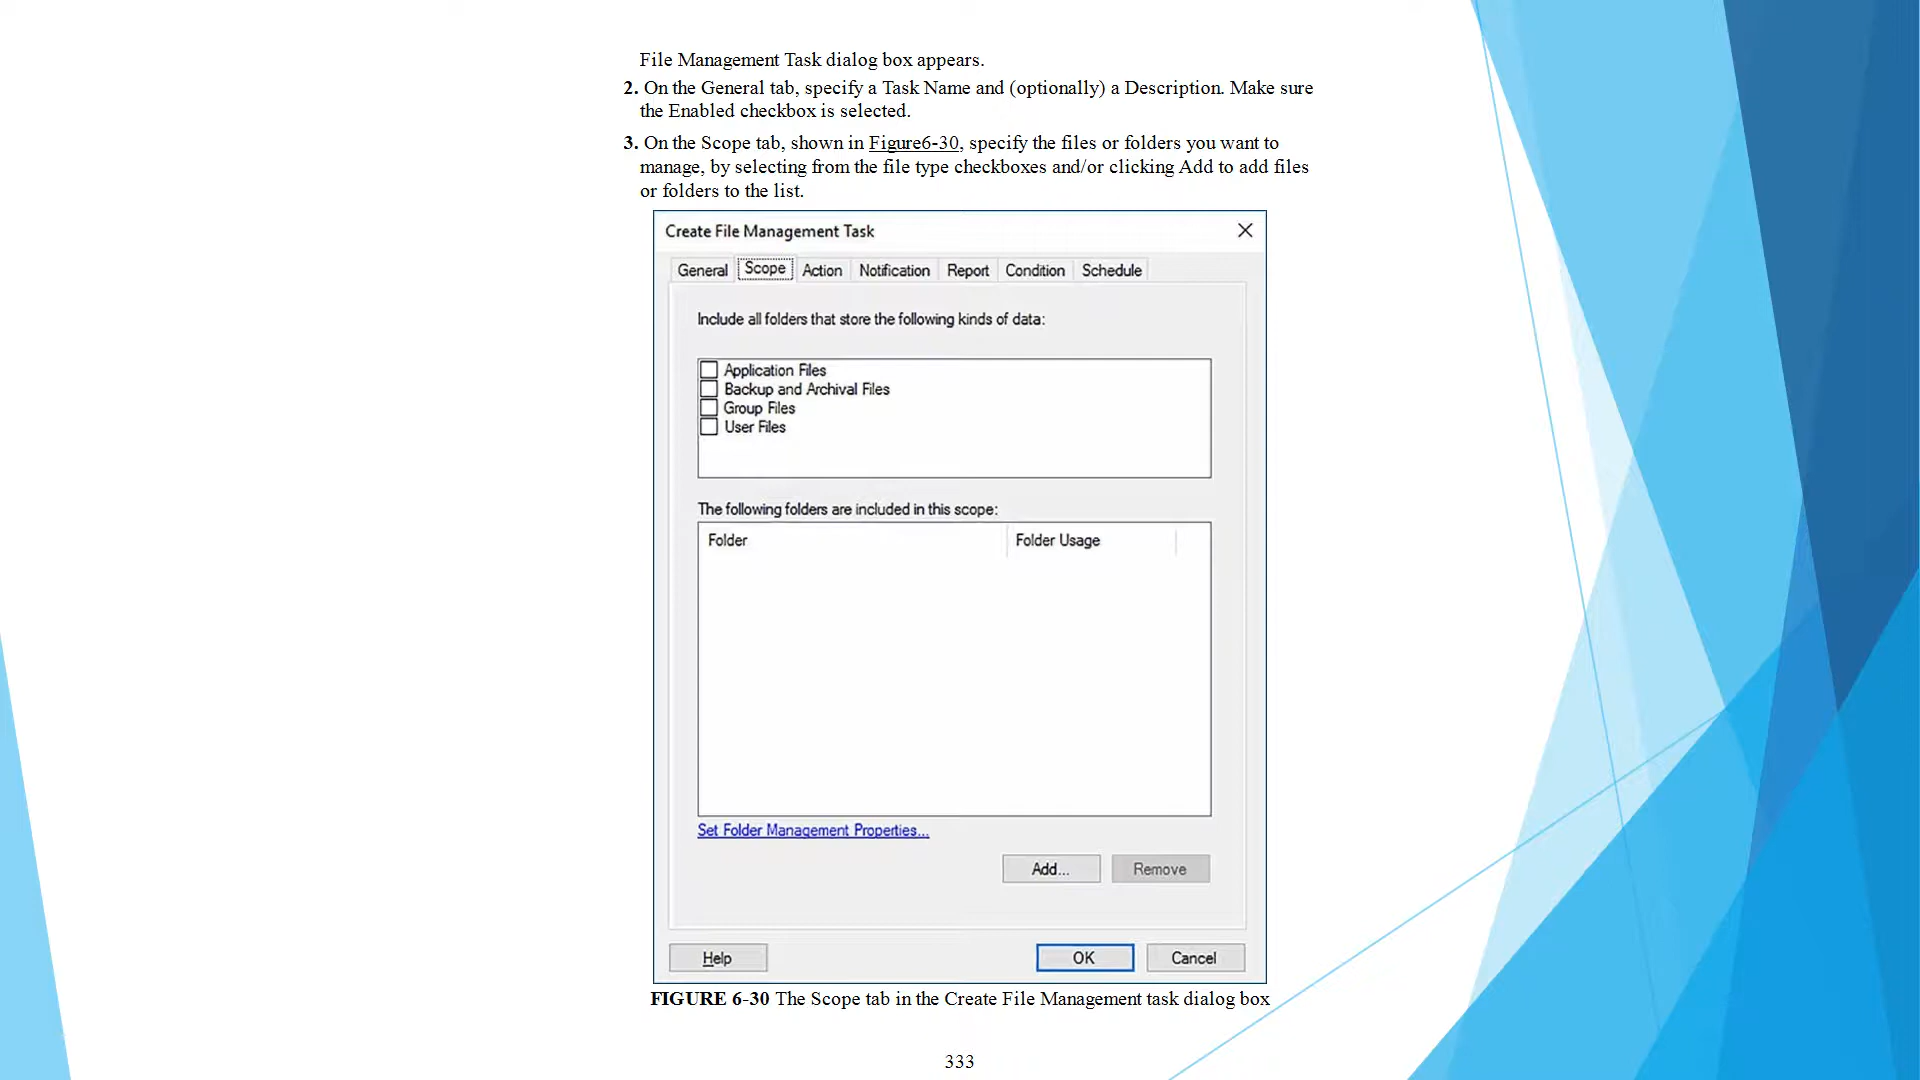 File Management Task dialog box appears.
2. On the General tab, specify a Task Name and (optionally) a Description. Make sure
the Enabled checkbox is selected.
3. On the Scope tab, shown in Figure6-30, specify the files or folders you want to
manage, by selecting from the file type checkboxes and/or clicking Add to add files
or folders to the list.
Create File Management Task
General Scope Action Notification Report Condition Schedule
Include all folders that store the following kinds of data:
Application Files
Backup and Archival Files
Group Files
User Files
The following folders are included in this scope:
Folder Folder Usage
Set Folder Management Properties...
Add... Remove
Help OK Cancel
FIGURE 6-30 The Scope tab in the Create File Management task dialog box
333